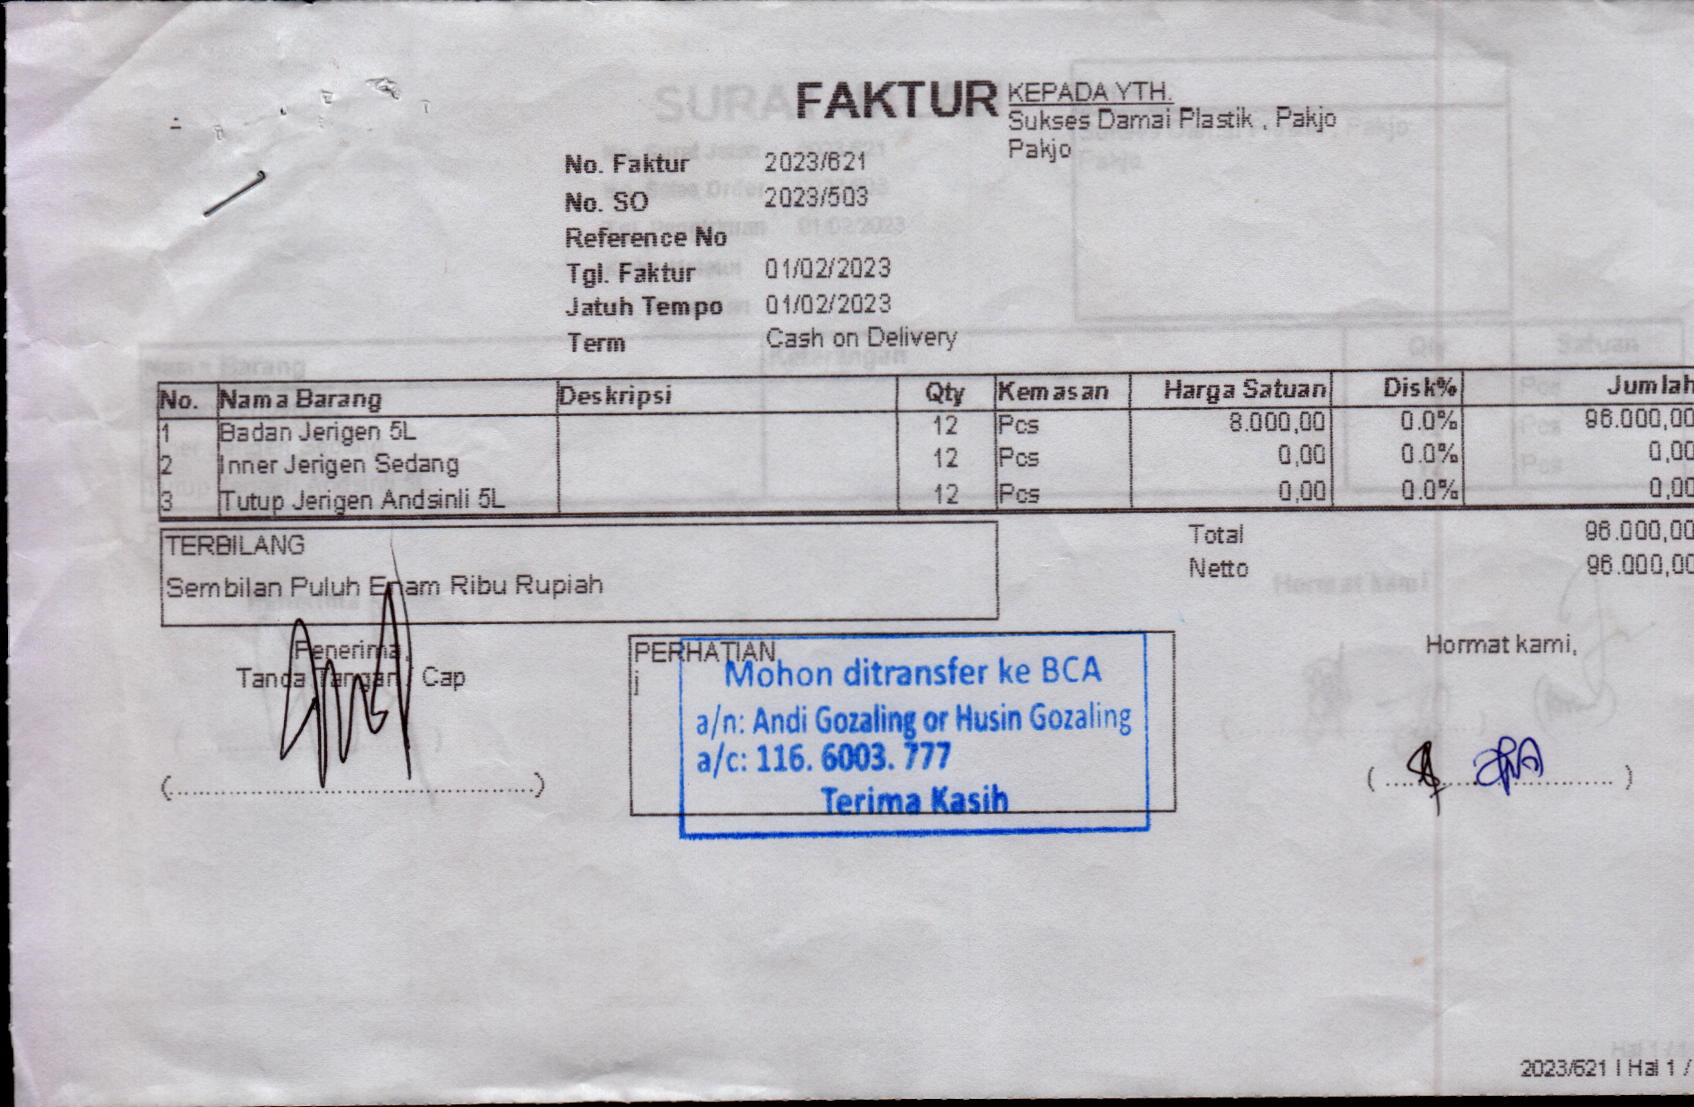 FAKTUR
KEPADA YTH.
Sukses Damai Plastik , Pakjo
Pakjo
No. Faktur 2023/621
No. SO 2023/503
Reference No
Tgl. Faktur 01/02/2023
Jatuh Tempo 01/02/2023
Term Cash on Delivery
No. Nama Barang Deskripsi Qty Kemasan Harga Satuan Disk% Jumlah
1 Badan Jerigen 5L 12 Pcs 8.000,00 0.0% 96.000,00
2 Inner Jerigen Sedang 12 Pcs 0,00 0.0% 0,00
3 Tutup Jerigen Andsinli 5L 12 Pcs 0,00 0.0% 0,00
TERBILANG
Sembilan Puluh Enam Ribu Rupiah
Total 96.000,00
Netto 96.000,00
Penerima,
Tanda Tangan, Cap
(..................................................)
PERHATIAN
j
Mohon ditransfer ke BCA
a/n: Andi Gozaling or Husin Gozaling
a/c: 116. 6003. 777
Terima Kasih
Hormat kami,
( ................................ )
2023/621 | Hal 1 /